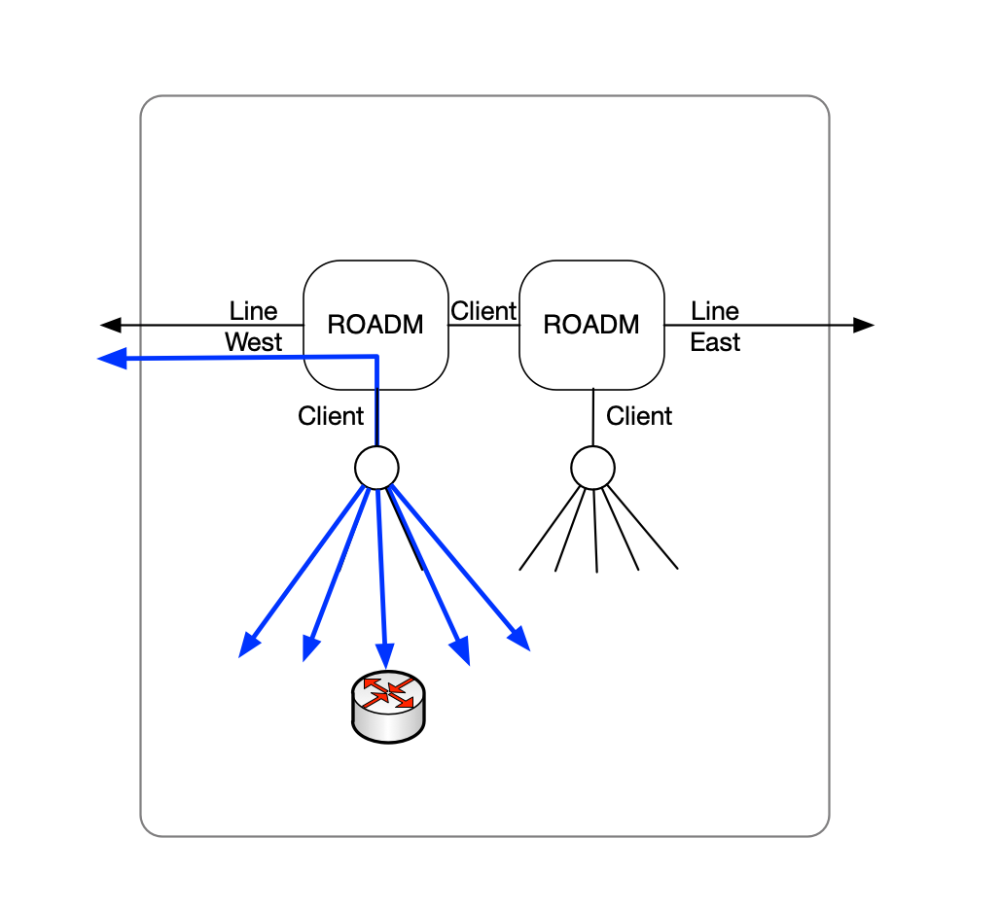 Line
West
ROADM
Client
ROADM
Line
East
Client
Client